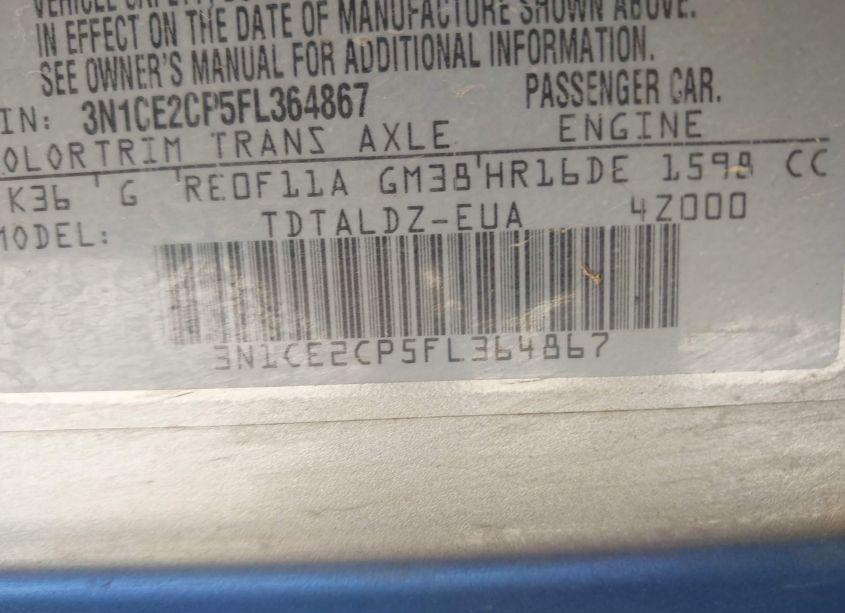 IN EFFECT ON THE DATE OF MANUFACTURE SHOWN ABOVE.
SEE OWNER'S MANUAL FOR ADDITIONAL INFORMATION.
IN: 3N1CE2CP5FL364867 PASSENGER CAR.
OLORTRIM TRANS AXLE ENGINE
K36 G RE0F11A GM38 HR16DE 1598 CC
MODEL: TDTALDZ-EUA 4Z000
3N1CE2CP5FL364867